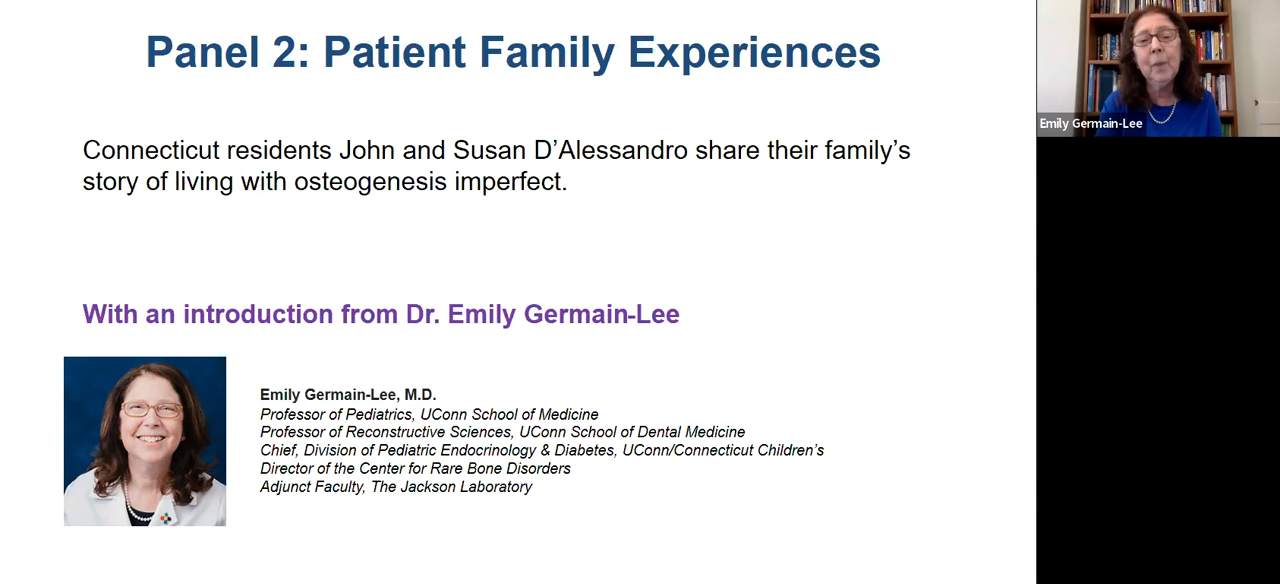 Panel 2: Patient Family Experiences
Connecticut residents John and Susan D’Alessandro share their family’s
story of living with osteogenesis imperfect.
With an introduction from Dr. Emily Germain-Lee
Emily Germain-Lee, M.D.
Professor of Pediatrics, UConn School of Medicine
Professor of Reconstructive Sciences, UConn School of Dental Medicine
Chief, Division of Pediatric Endocrinology & Diabetes, UConn/Connecticut Children’s
Director of the Center for Rare Bone Disorders
Adjunct Faculty, The Jackson Laboratory
Emily Germain-Lee